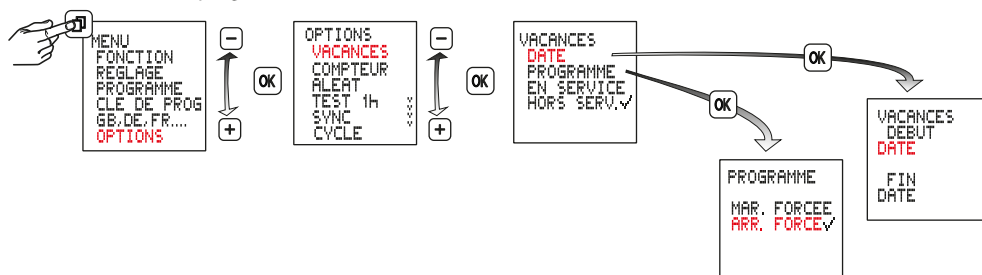 MENU
FONCTION
REGLAGE
PROGRAMME
CLE DE PROG
GB,DE,FR....
OPTIONS
−
+
OK
OPTIONS
VACANCES
COMPTEUR
ALEAT
TEST 1h
SYNC
CYCLE
−
+
OK
VACANCES
DATE
PROGRAMME
EN SERVICE
HORS SERV.✓
OK
OK
PROGRAMME
MAR. FORCEE
ARR. FORCE✓
VACANCES
DEBUT
DATE
FIN
DATE